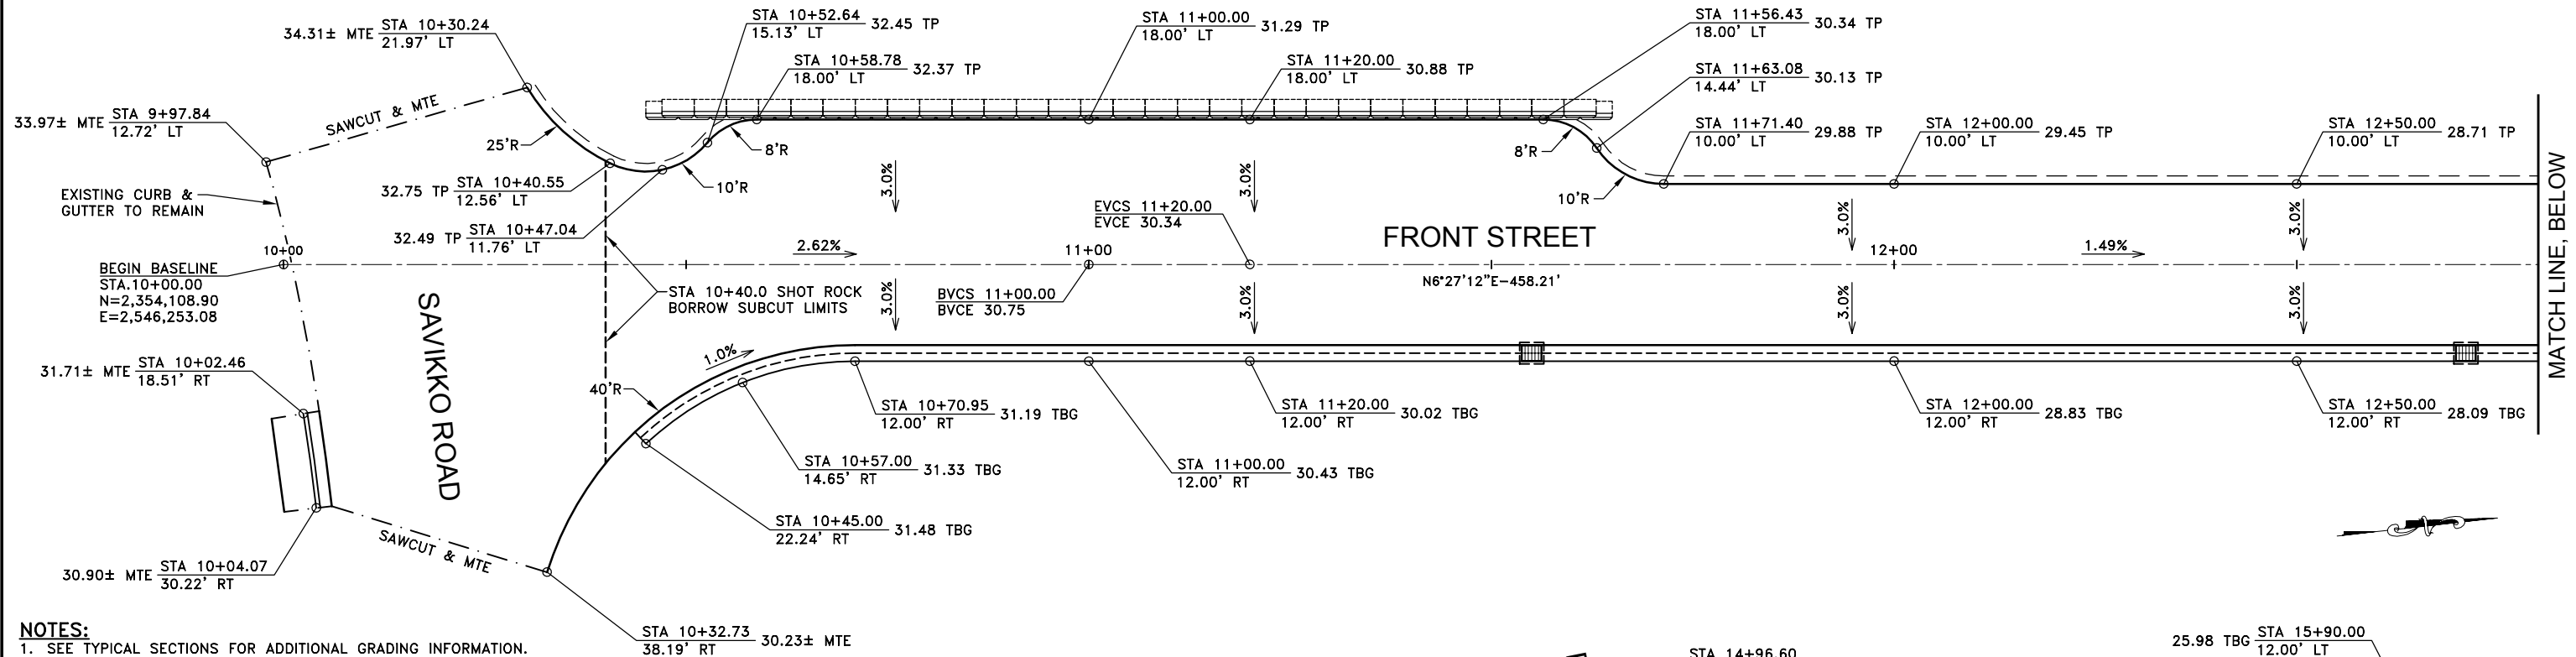 34.31± MTE STA 10+30.24
21.97' LT
STA 10+52.64 32.45 TP
15.13' LT
STA 10+58.78 32.37 TP
18.00' LT
STA 11+00.00 31.29 TP
18.00' LT
STA 11+20.00 30.88 TP
18.00' LT
STA 11+56.43 30.34 TP
18.00' LT
STA 11+63.08 30.13 TP
14.44' LT
STA 11+71.40 29.88 TP
10.00' LT
STA 12+00.00 29.45 TP
10.00' LT
STA 12+50.00 28.71 TP
10.00' LT
33.97± MTE STA 9+97.84
12.72' LT
SAWCUT & MTE
25'R
8'R
10'R
8'R
10'R
EXISTING CURB &
GUTTER TO REMAIN
32.75 TP STA 10+40.55
12.56' LT
32.49 TP STA 10+47.04
11.76' LT
3.0%
3.0%
3.0%
3.0%
EVCS 11+20.00
EVCE 30.34
FRONT STREET
10+00
2.62%
11+00
12+00
1.49%
N6°27'12"E-458.21'
BEGIN BASELINE
STA.10+00.00
N=2,354,108.90
E=2,546,253.08
STA 10+40.0 SHOT ROCK
BORROW SUBCUT LIMITS
BVCS 11+00.00
BVCE 30.75
3.0%
3.0%
3.0%
3.0%
MATCH LINE, BELOW
SAVIKKO ROAD
1.0%
40'R
31.71± MTE STA 10+02.46
18.51' RT
STA 10+70.95 31.19 TBG
12.00' RT
STA 11+20.00 30.02 TBG
12.00' RT
STA 12+00.00 28.83 TBG
12.00' RT
STA 12+50.00 28.09 TBG
12.00' RT
STA 10+57.00 31.33 TBG
14.65' RT
STA 11+00.00 30.43 TBG
12.00' RT
STA 10+45.00 31.48 TBG
22.24' RT
SAWCUT & MTE
30.90± MTE STA 10+04.07
30.22' RT
STA 10+32.73 30.23± MTE
38.19' RT
NOTES:
1. SEE TYPICAL SECTIONS FOR ADDITIONAL GRADING INFORMATION.
STA 14+96.60
25.98 TBG STA 15+90.00
12.00' LT